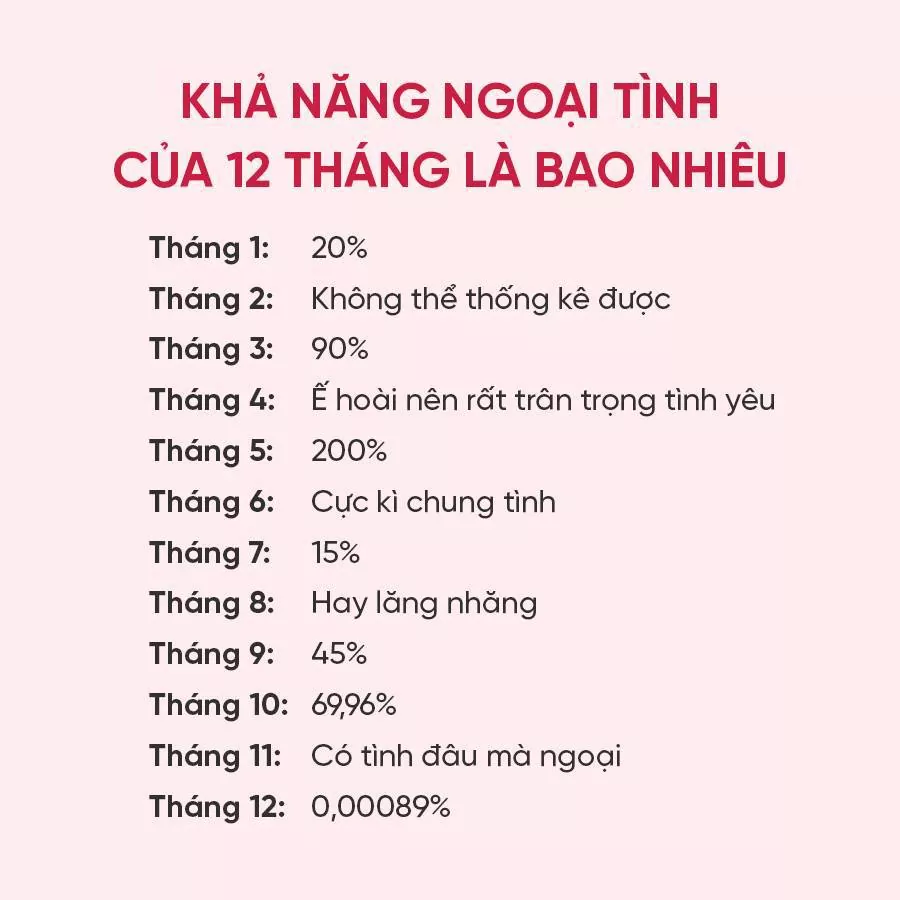 KHẢ NĂNG NGOẠI TÌNH
CỦA 12 THÁNG LÀ BAO NHIÊU
Tháng 1: 20%
Tháng 2: Không thể thống kê được
Tháng 3: 90%
Tháng 4: Ế hoài nên rất trân trọng tình yêu
Tháng 5: 200%
Tháng 6: Cực kì chung tình
Tháng 7: 15%
Tháng 8: Hay lăng nhăng
Tháng 9: 45%
Tháng 10: 69,96%
Tháng 11: Có tình đâu mà ngoại
Tháng 12: 0,00089%